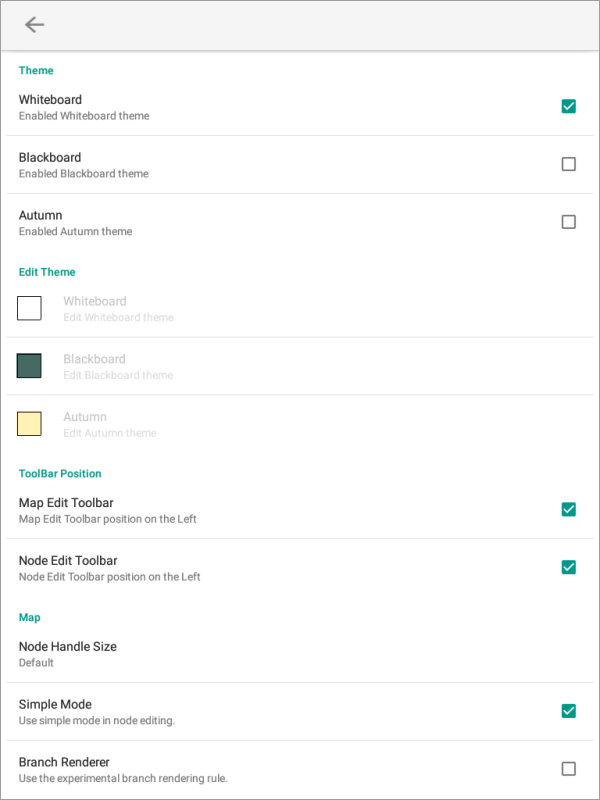 Theme
Whiteboard
Enabled Whiteboard theme
Blackboard
Enabled Blackboard theme
Autumn
Enabled Autumn theme
Edit Theme
Whiteboard
Edit Whiteboard theme
Blackboard
Edit Blackboard theme
Autumn
Edit Autumn theme
ToolBar Position
Map Edit Toolbar
Map Edit Toolbar position on the Left
Node Edit Toolbar
Node Edit Toolbar position on the Left
Map
Node Handle Size
Default
Simple Mode
Use simple mode in node editing.
Branch Renderer
Use the experimental branch rendering rule.